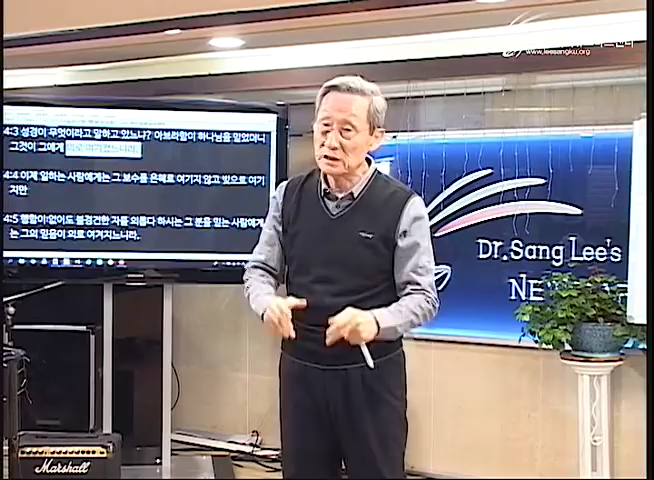 www.leesangku.org
4:3 성경이 무엇이라고 말하고 있느냐? 아브라함이 하나님을 믿었더니
그것이 그에게 의로 여겨졌느니라.
4:4 이제 일하는 사람에게는 그 보수를 은혜로 여기지 않고 빚으로 여기
지만
4:5 행함이 없이도 불경건한 자를 의롭다 하시는 그 분을 믿는 사람에게
는 그의 믿음이 의로 여겨지느니라.
Dr.Sang Lee's
NE
Marshall